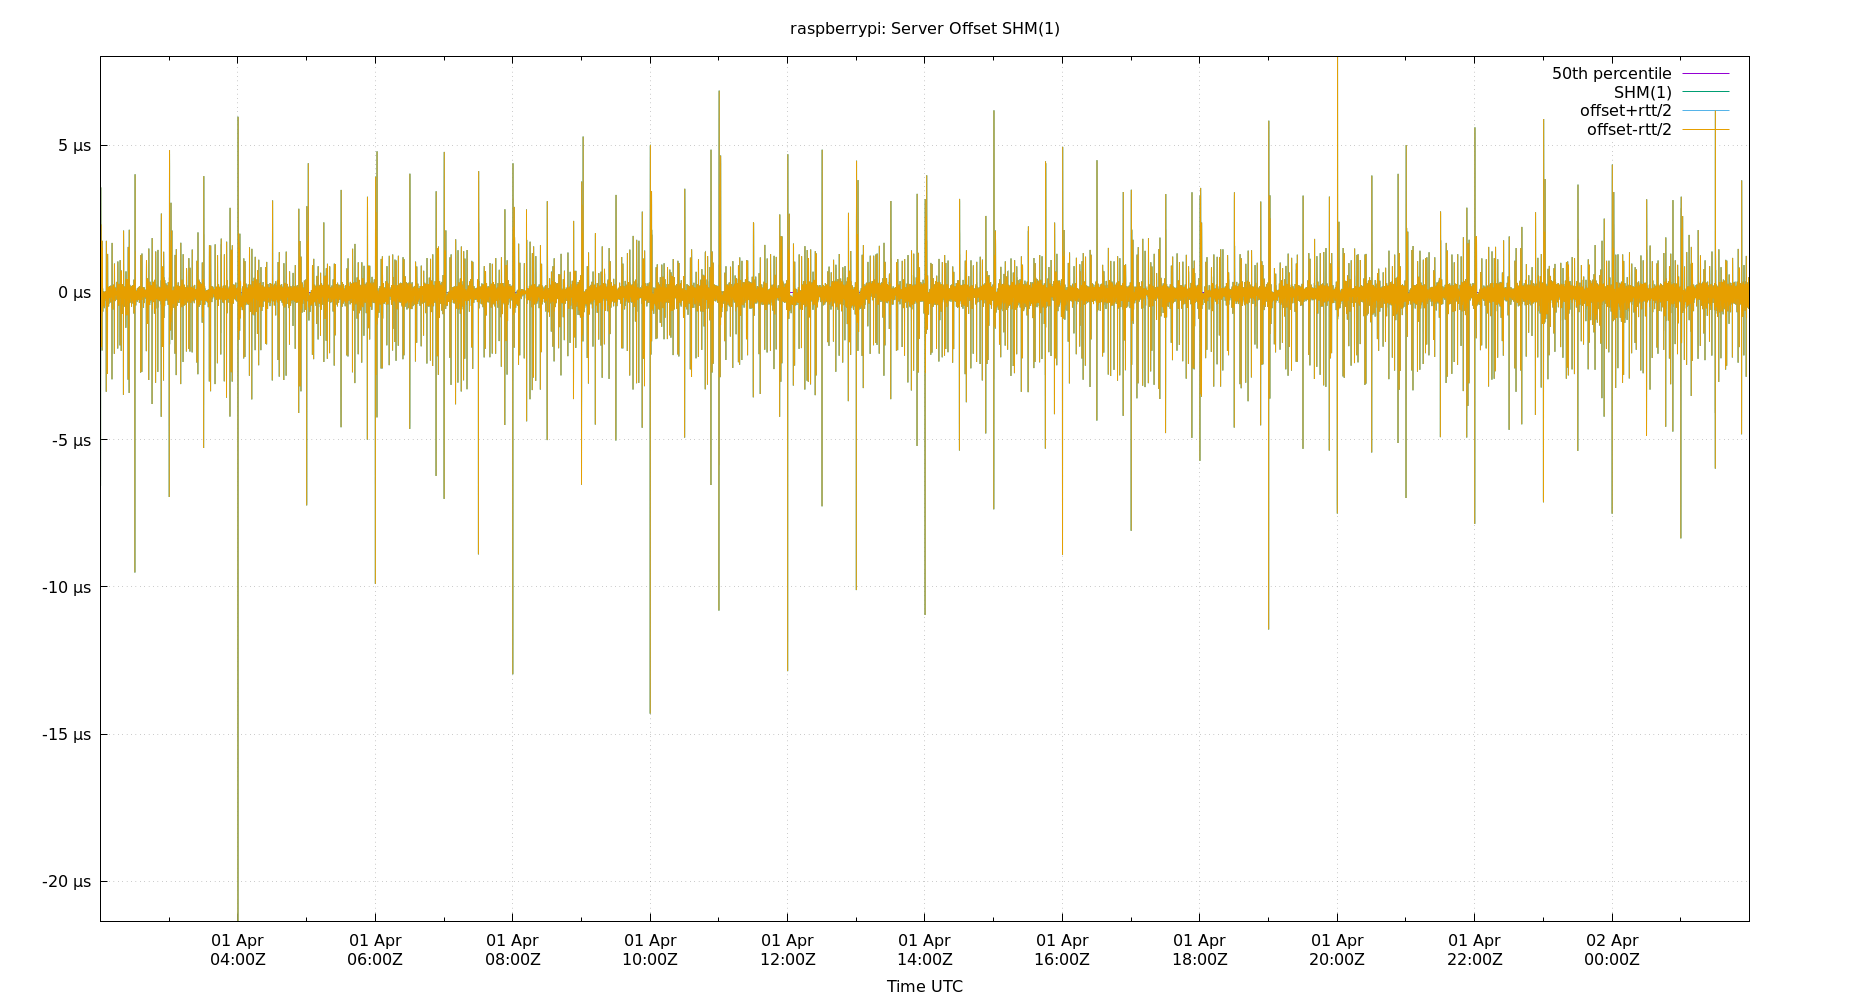 raspberrypi: Server Offset SHM(1)
50th percentile
SHM(1)
offset+rtt/2
offset-rtt/2
5 µs
0 µs
-5 µs
-10 µs
-15 µs
-20 µs
01 Apr 01 Apr 01 Apr 01 Apr 01 Apr 01 Apr 01 Apr 01 Apr 01 Apr 01 Apr 02 Apr
04:00Z 06:00Z 08:00Z 10:00Z 12:00Z 14:00Z 16:00Z 18:00Z 20:00Z 22:00Z 00:00Z
Time UTC